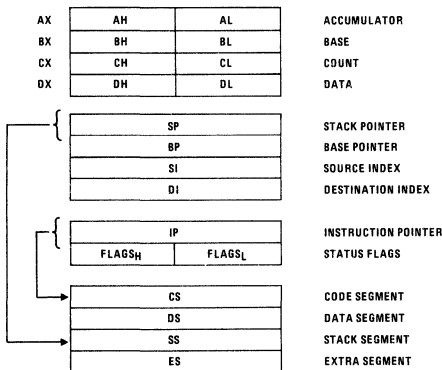 AX AH AL ACCUMULATOR
BX BH BL BASE
CX CH CL COUNT
DX DH DL DATA
SP STACK POINTER
BP BASE POINTER
SI SOURCE INDEX
DI DESTINATION INDEX
IP INSTRUCTION POINTER
FLAGSH FLAGSL STATUS FLAGS
CS CODE SEGMENT
DS DATA SEGMENT
SS STACK SEGMENT
ES EXTRA SEGMENT